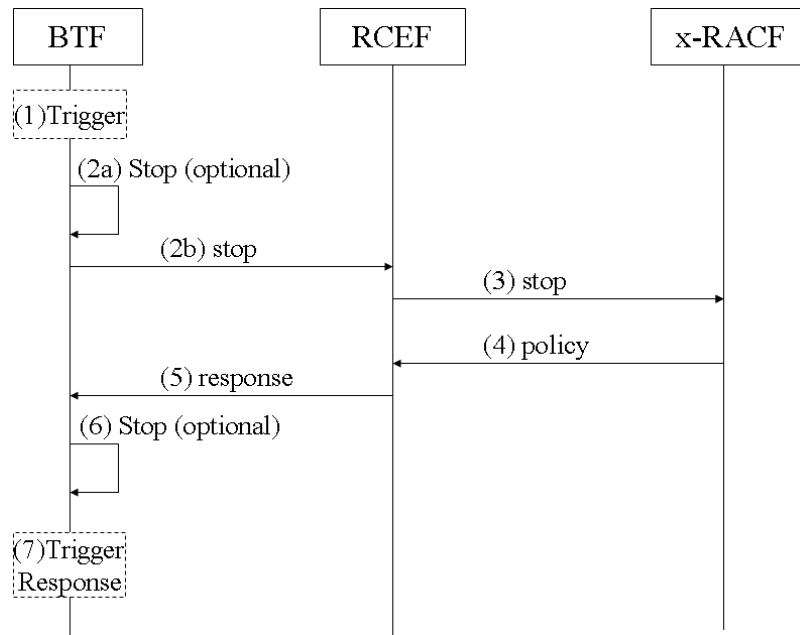 BTF
RCEF
x-RACF
(1)Trigger
(2a) Stop (optional)
(2b) stop
(3) stop
(4) policy
(5) response
(6) Stop (optional)
(7)Trigger
Response